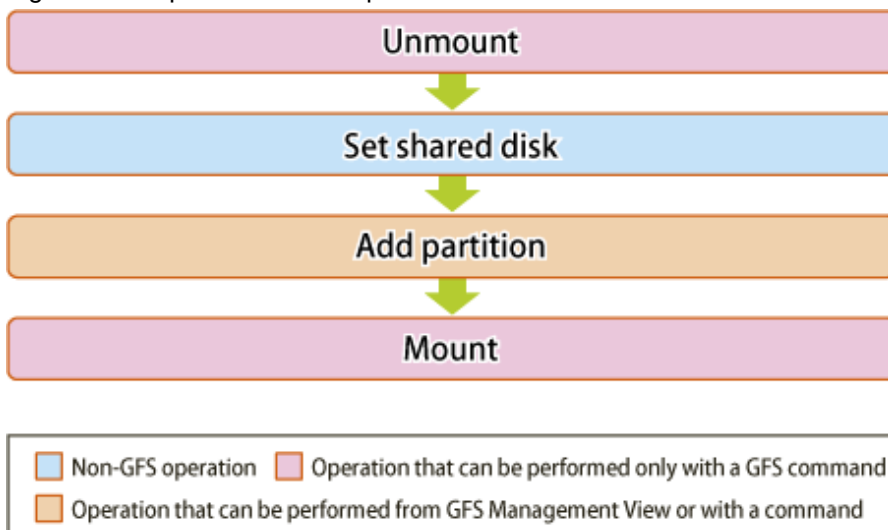 Unmount
Set shared disk
Add partition
Mount
Non-GFS operation Operation that can be performed only with a GFS command
Operation that can be performed from GFS Management View or with a command